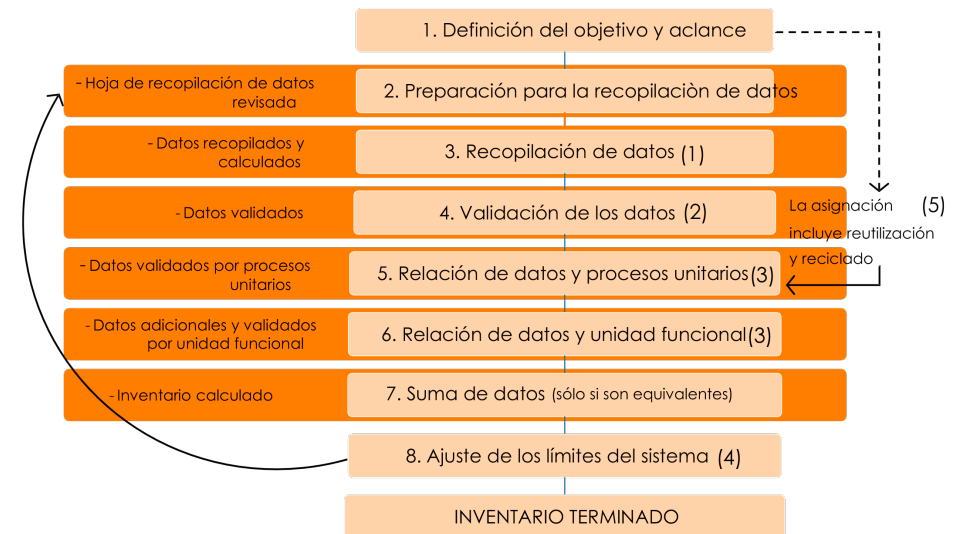 1. Definición del objetivo y aclance
- Hoja de recopilación de datos
revisada
2. Preparación para la recopilaciòn de datos
- Datos recopilados y
calculados
3. Recopilación de datos (1)
- Datos validados
4. Validación de los datos (2)
La asignación (5)
incluye reutilización
y reciclado
- Datos validados por procesos
unitarios
5. Relación de datos y procesos unitarios (3)
- Datos adicionales y validados
por unidad funcional
6. Relación de datos y unidad funcional (3)
- Inventario calculado
7. Suma de datos (sólo si son equivalentes)
8. Ajuste de los límites del sistema (4)
INVENTARIO TERMINADO